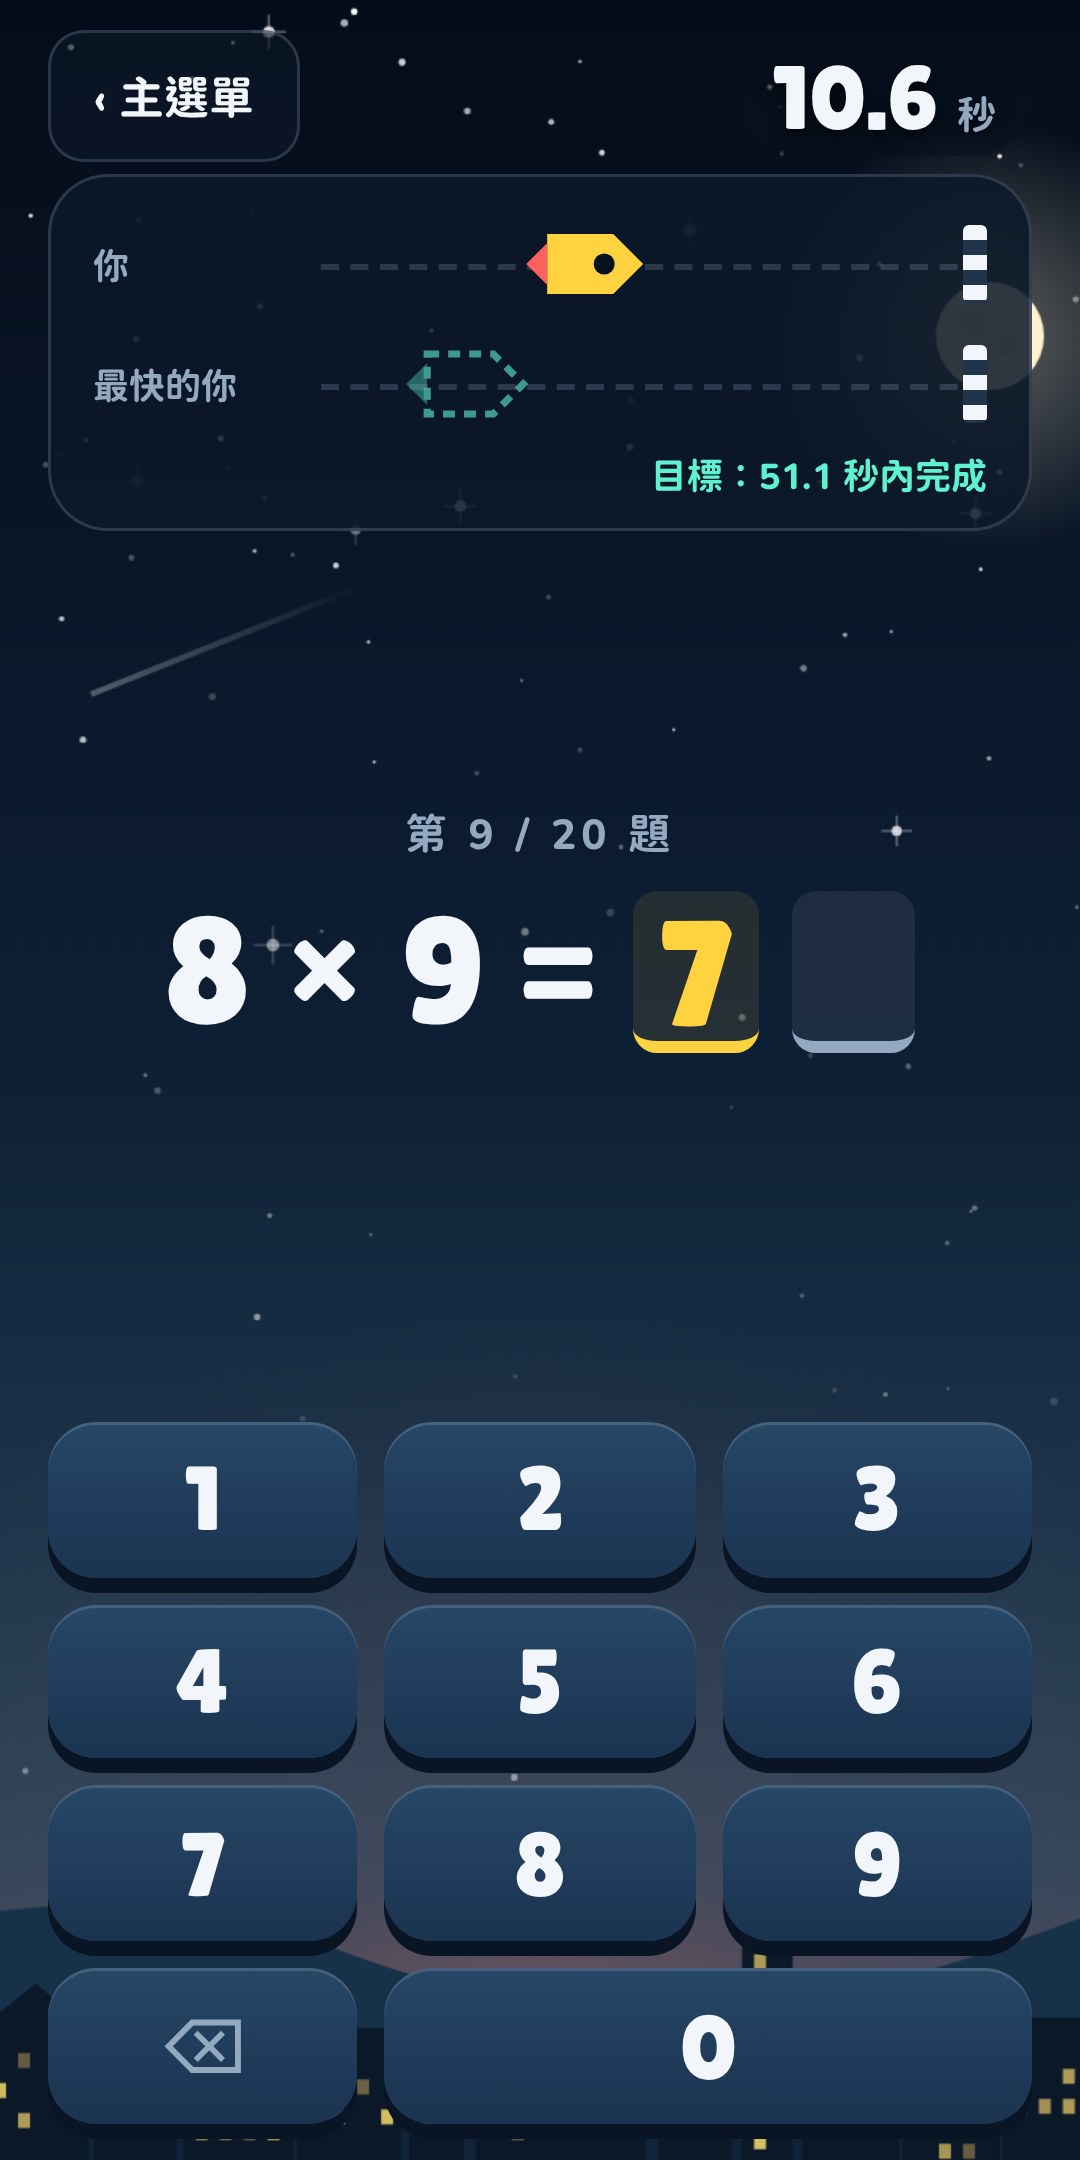 ‹ 主選單
10.6 秒
你
最快的你
目標：51.1 秒內完成
第 9 / 20 題
8 × 9 = 7
1 2 3
4 5 6
7 8 9
0